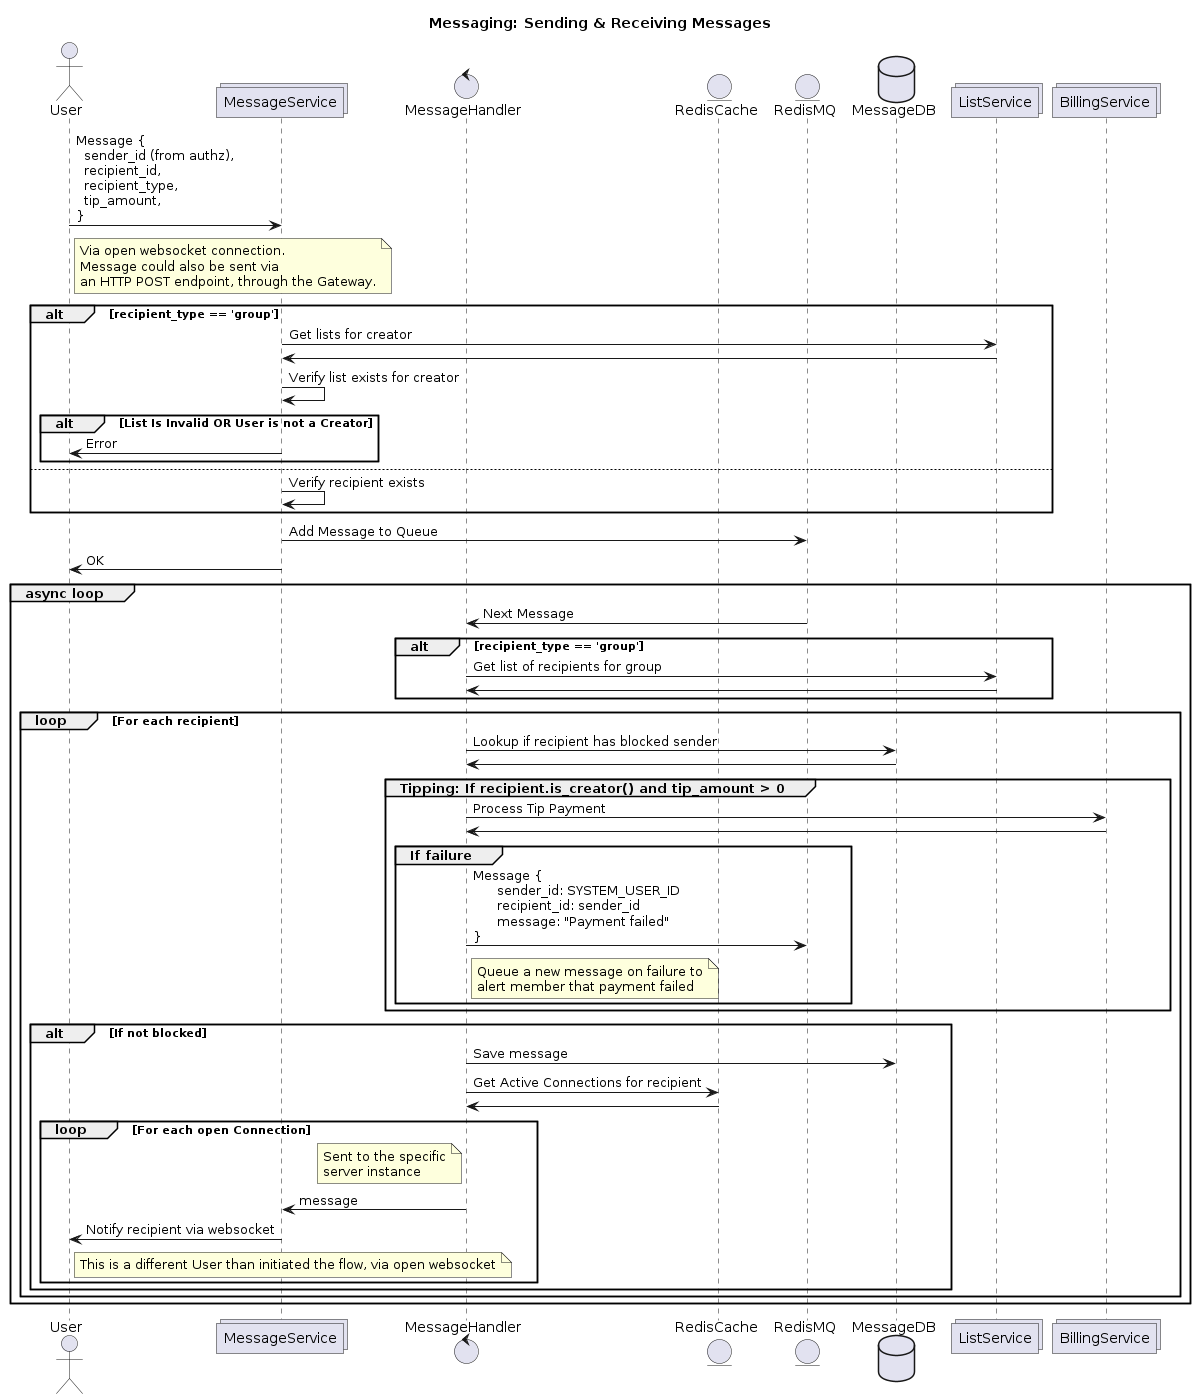 Messaging: Sending & Receiving Messages
User
MessageService
MessageHandler
RedisCache
RedisMQ
MessageDB
ListService
BillingService
Message {
sender_id (from authz),
recipient_id,
recipient_type,
tip_amount,
}
Via open websocket connection.
Message could also be sent via
an HTTP POST endpoint, through the Gateway.
alt [recipient_type == 'group']
Get lists for creator
Verify list exists for creator
alt [List Is Invalid OR User is not a Creator]
Error
Verify recipient exists
Add Message to Queue
OK
async loop
Next Message
alt [recipient_type == 'group']
Get list of recipients for group
loop [For each recipient]
Lookup if recipient has blocked sender
Tipping: If recipient.is_creator() and tip_amount > 0
Process Tip Payment
If failure
Message {
sender_id: SYSTEM_USER_ID
recipient_id: sender_id
message: "Payment failed"
}
Queue a new message on failure to
alert member that payment failed
alt [If not blocked]
Save message
Get Active Connections for recipient
loop [For each open Connection]
Sent to the specific
server instance
message
Notify recipient via websocket
This is a different User than initiated the flow, via open websocket
User
MessageService
MessageHandler
RedisCache
RedisMQ
MessageDB
ListService
BillingService